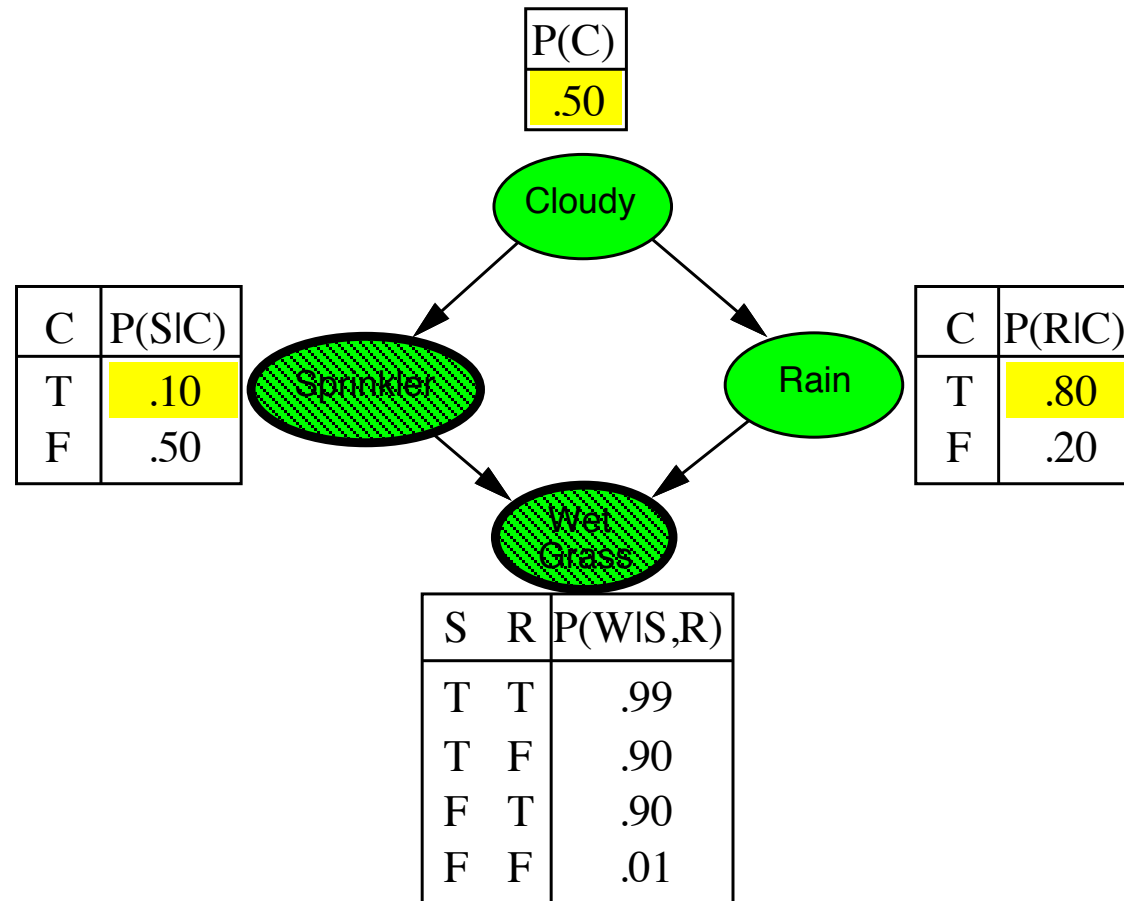 P(C)
.50
Cloudy
C P(S|C)
T .10
F .50
Sprinkler
Rain
C P(R|C)
T .80
F .20
Wet
Grass
S R P(W|S,R)
T T .99
T F .90
F T .90
F F .01